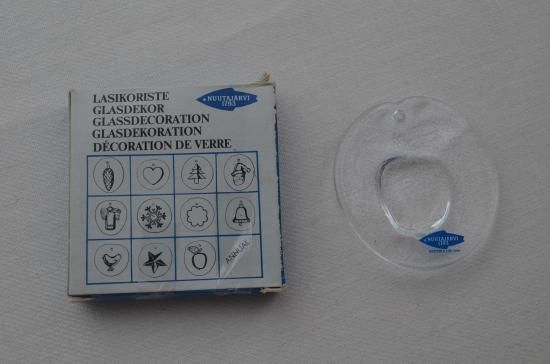 LASIKORISTE
GLASDEKOR
GLASSDECORATION
GLASDEKORATION
DÉCORATION DE VERRE
NUUTAJÄRVI
1793
ANNUAL
NUUTAJÄRVI
1793